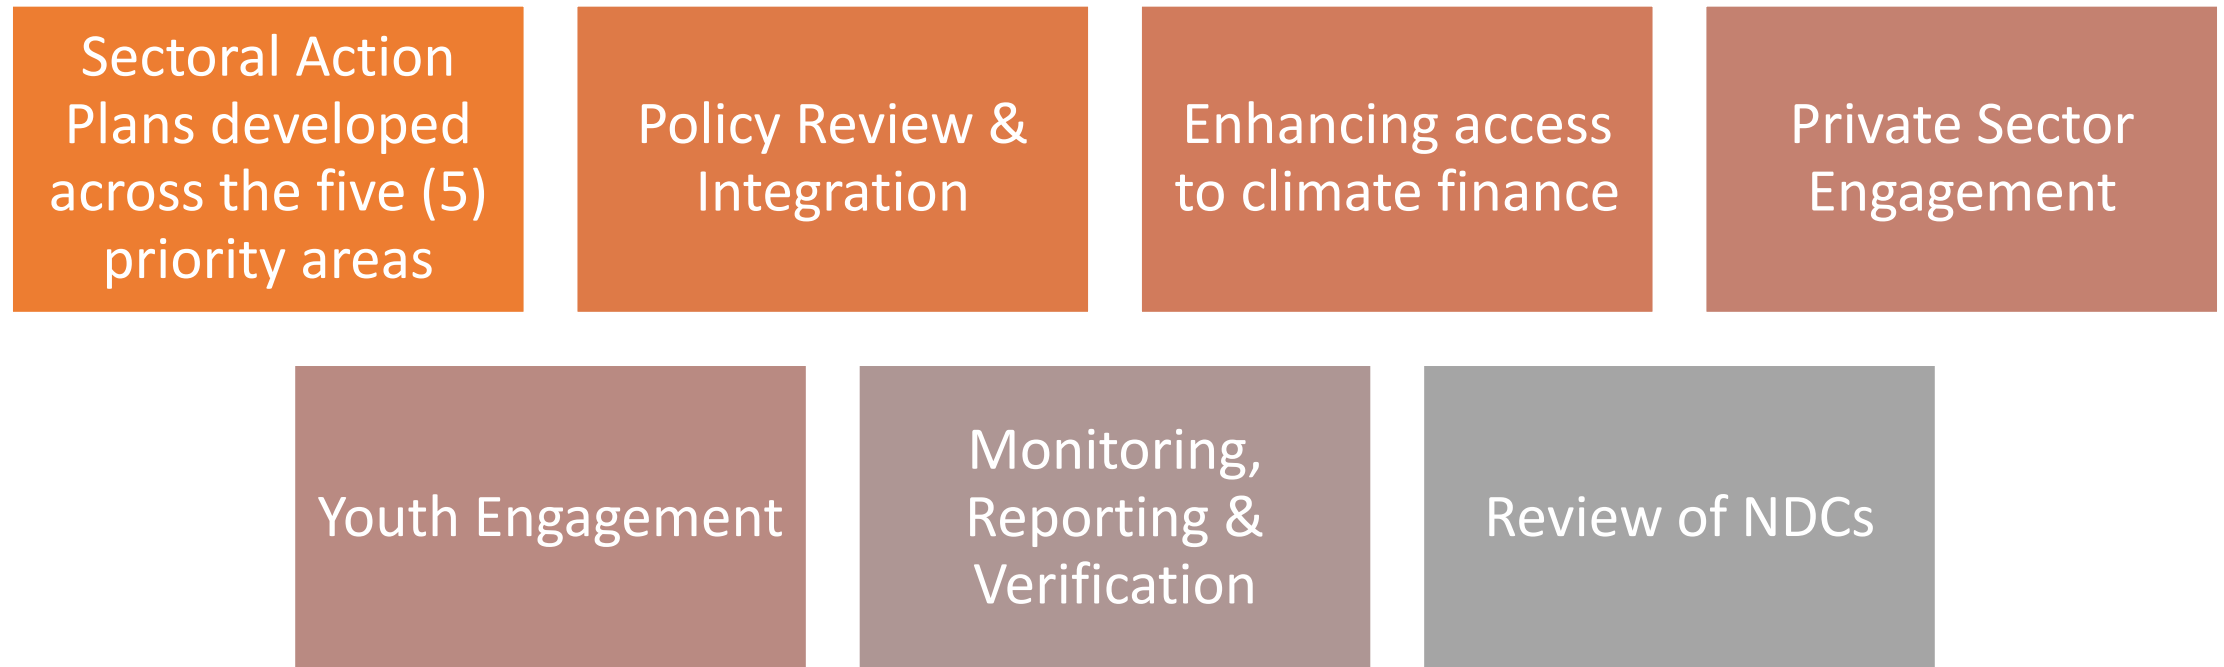 Sectoral Action
Plans developed
across the five (5)
priority areas
Policy Review &
Integration
Enhancing access
to climate finance
Private Sector
Engagement
Youth Engagement
Monitoring,
Reporting &
Verification
Review of NDCs